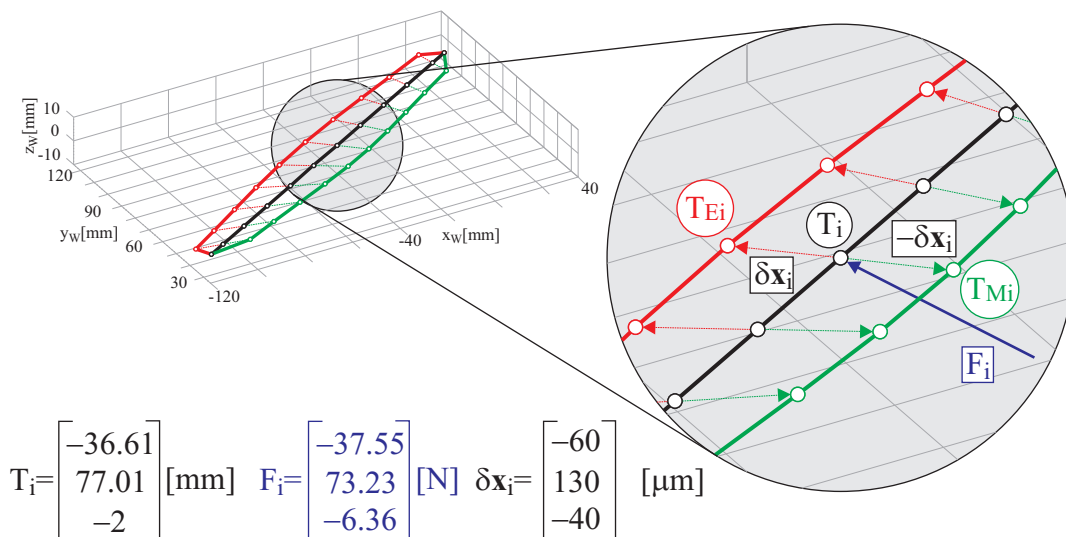 10
0
-10
z_W[mm]
120
90
60
30
y_W[mm]
-120
-40
40
x_W[mm]
T_Ei
T_i
−δx_i
δx_i
T_Mi
F_i
T_i= [−36.61 77.01 −2] [mm] F_i= [−37.55 73.23 −6.36] [N] δx_i= [−60 130 −40] [μm]